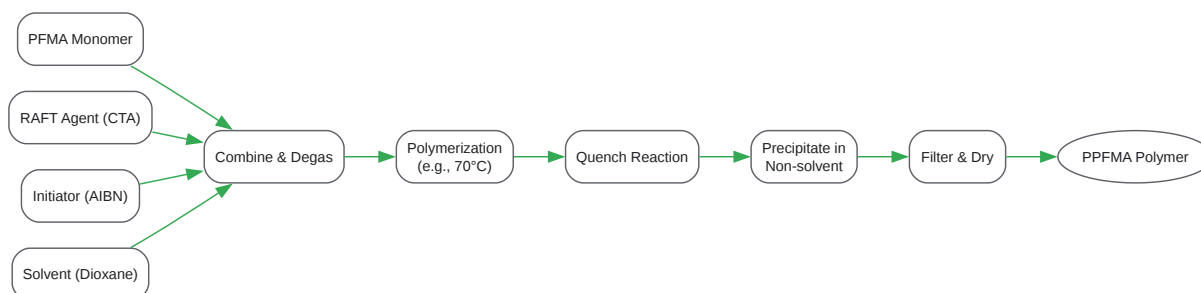 PFMA Monomer
RAFT Agent (CTA)
Initiator (AIBN)
Solvent (Dioxane)
Combine & Degas
Polymerization
(e.g., 70°C)
Quench Reaction
Precipitate in
Non-solvent
Filter & Dry
PPFMA Polymer